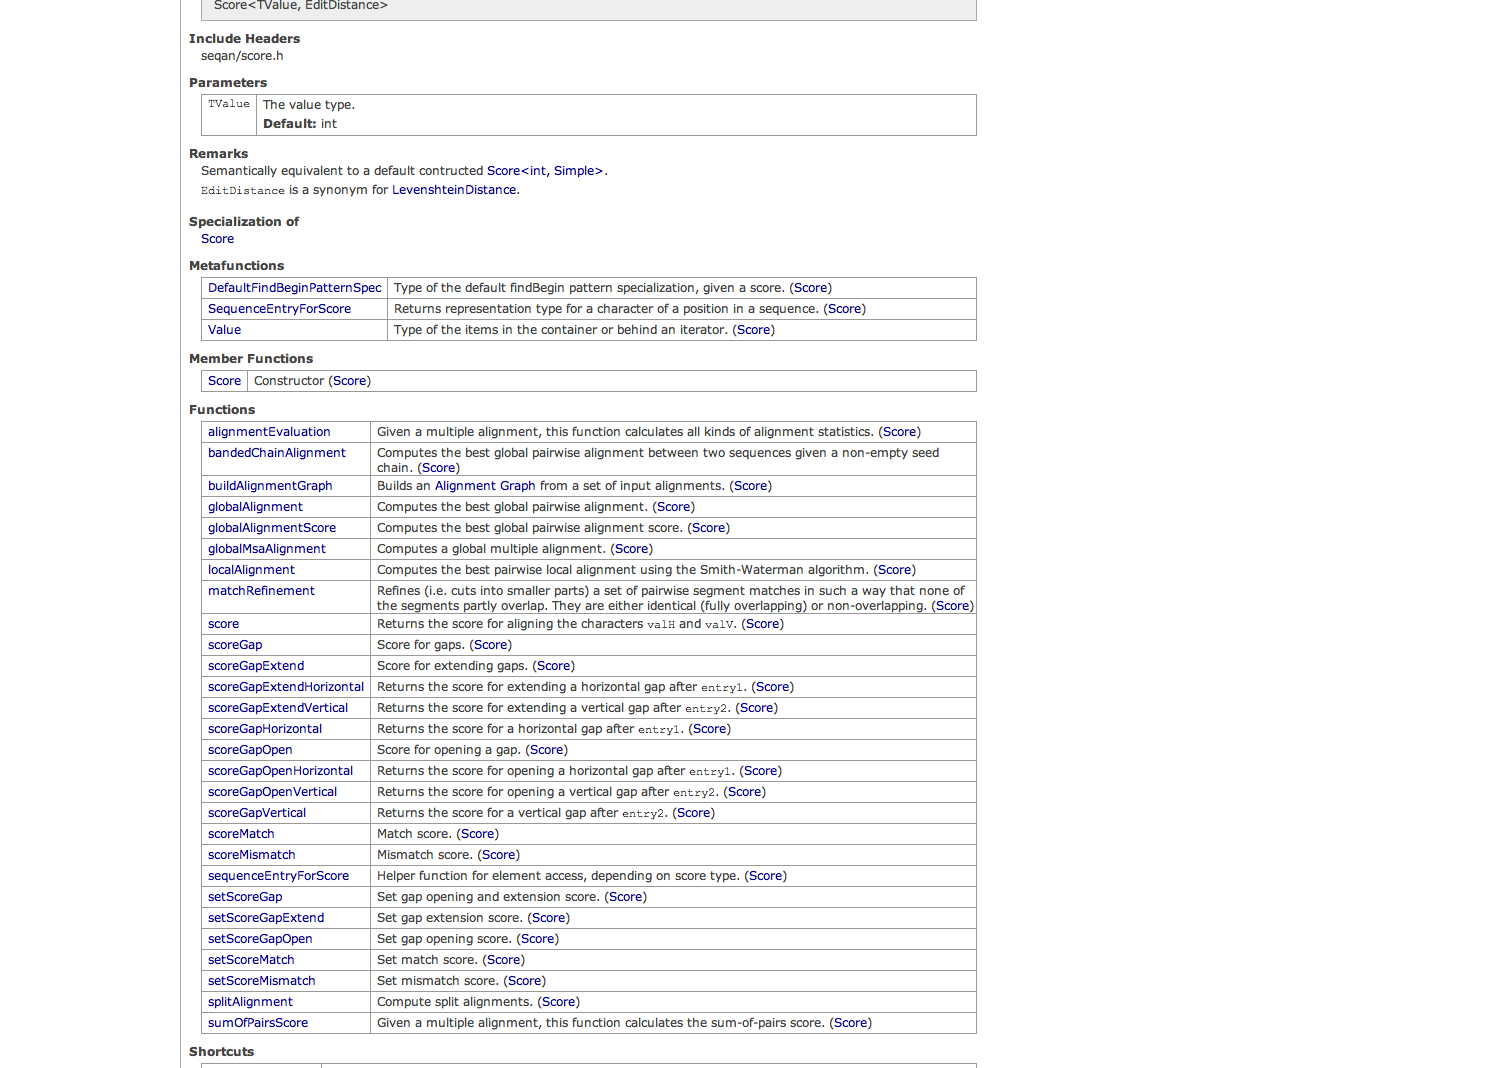 Score<TValue, EditDistance>
Include Headers
seqan/score.h
Parameters
TValue The value type.
Default: int
Remarks
Semantically equivalent to a default contructed Score<int, Simple>.
EditDistance is a synonym for LevenshteinDistance.
Specialization of
Score
Metafunctions
DefaultFindBeginPatternSpec Type of the default findBegin pattern specialization, given a score. (Score)
SequenceEntryForScore Returns representation type for a character of a position in a sequence. (Score)
Value Type of the items in the container or behind an iterator. (Score)
Member Functions
Score Constructor (Score)
Functions
alignmentEvaluation Given a multiple alignment, this function calculates all kinds of alignment statistics. (Score)
bandedChainAlignment Computes the best global pairwise alignment between two sequences given a non-empty seed
chain. (Score)
buildAlignmentGraph Builds an Alignment Graph from a set of input alignments. (Score)
globalAlignment Computes the best global pairwise alignment. (Score)
globalAlignmentScore Computes the best global pairwise alignment score. (Score)
globalMsaAlignment Computes a global multiple alignment. (Score)
localAlignment Computes the best pairwise local alignment using the Smith-Waterman algorithm. (Score)
matchRefinement Refines (i.e. cuts into smaller parts) a set of pairwise segment matches in such a way that none of
the segments partly overlap. They are either identical (fully overlapping) or non-overlapping. (Score)
score Returns the score for aligning the characters valH and valV. (Score)
scoreGap Score for gaps. (Score)
scoreGapExtend Score for extending gaps. (Score)
scoreGapExtendHorizontal Returns the score for extending a horizontal gap after entry1. (Score)
scoreGapExtendVertical Returns the score for extending a vertical gap after entry2. (Score)
scoreGapHorizontal Returns the score for a horizontal gap after entry1. (Score)
scoreGapOpen Score for opening a gap. (Score)
scoreGapOpenHorizontal Returns the score for opening a horizontal gap after entry1. (Score)
scoreGapOpenVertical Returns the score for opening a vertical gap after entry2. (Score)
scoreGapVertical Returns the score for a vertical gap after entry2. (Score)
scoreMatch Match score. (Score)
scoreMismatch Mismatch score. (Score)
sequenceEntryForScore Helper function for element access, depending on score type. (Score)
setScoreGap Set gap opening and extension score. (Score)
setScoreGapExtend Set gap extension score. (Score)
setScoreGapOpen Set gap opening score. (Score)
setScoreMatch Set match score. (Score)
setScoreMismatch Set mismatch score. (Score)
splitAlignment Compute split alignments. (Score)
sumOfPairsScore Given a multiple alignment, this function calculates the sum-of-pairs score. (Score)
Shortcuts